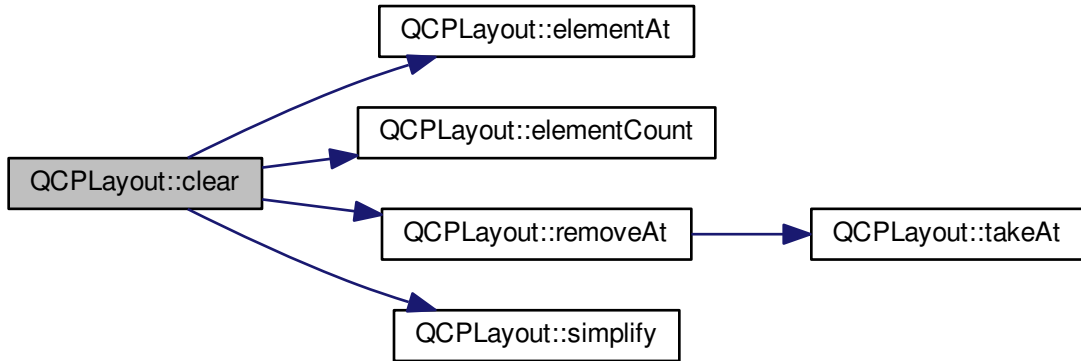 QCPLayout::elementAt
QCPLayout::elementCount
QCPLayout::clear
QCPLayout::removeAt
QCPLayout::takeAt
QCPLayout::simplify